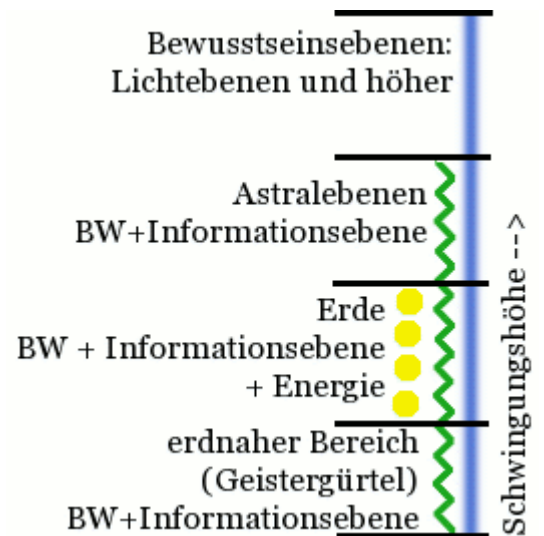 Bewusstseinsebenen:
Lichtebenen und höher
Astralebenen
BW+Informationsebene
Erde
BW + Informationsebene
+ Energie
erdnaher Bereich
(Geistergürtel)
BW+Informationsebene
Schwingungshöhe -->